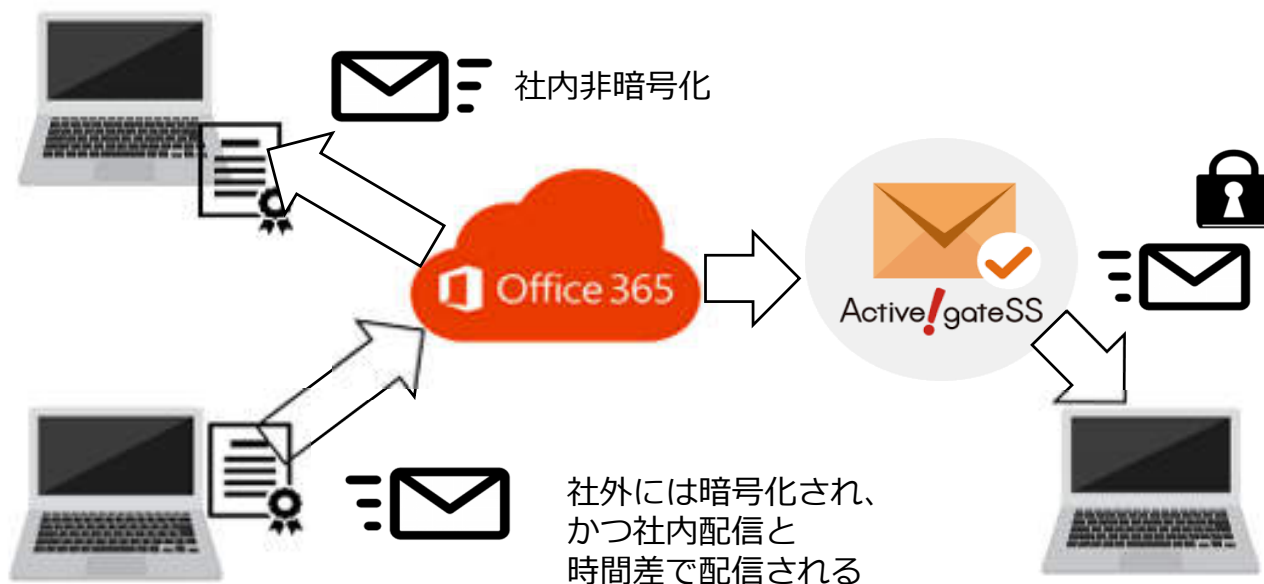 社内非暗号化
Office 365
Active!gateSS
社外には暗号化され、
かつ社内配信と
時間差で配信される